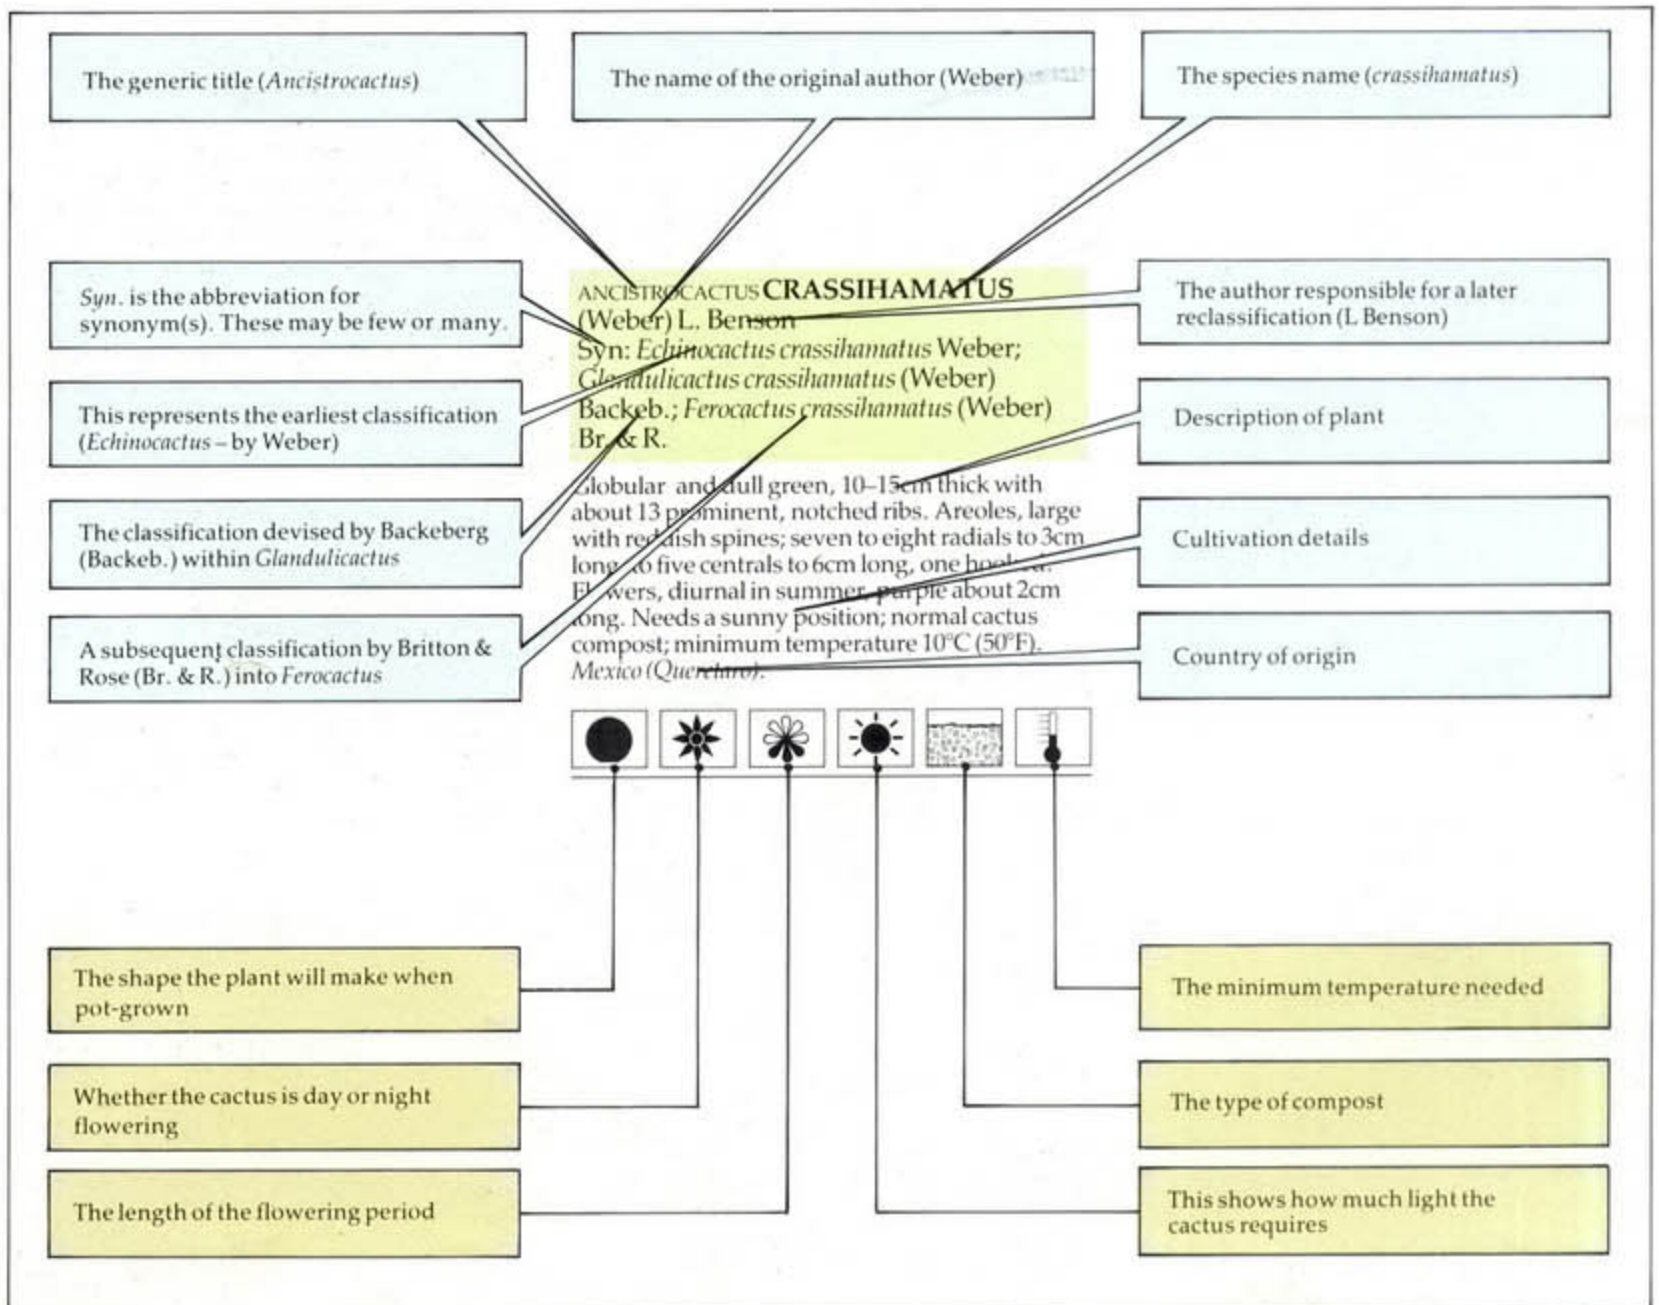 The generic title (Ancistrocactus)
The name of the original author (Weber)
The species name (crassihamatus)
Syn. is the abbreviation for
synonym(s). These may be few or many.
This represents the earliest classification
(Echinocactus – by Weber)
The classification devised by Backeberg
(Backeb.) within Glandulicactus
A subsequent classification by Britton &
Rose (Br. & R.) into Ferocactus
ANCISTROCACTUS CRASSIHAMATUS
(Weber) L. Benson
Syn: Echinocactus crassihamatus Weber;
Glandulicactus crassihamatus (Weber)
Backeb.; Ferocactus crassihamatus (Weber)
Br. & R.
Globular and dull green, 10–15cm thick with
about 13 prominent, notched ribs. Areoles, large
with reddish spines; seven to eight radials to 3cm
long, to five centrals to 6cm long, one hooked.
Flowers, diurnal in summer, purple about 2cm
long. Needs a sunny position; normal cactus
compost; minimum temperature 10°C (50°F).
Mexico (Queretaro).
The author responsible for a later
reclassification (L Benson)
Description of plant
Cultivation details
Country of origin
The shape the plant will make when
pot-grown
Whether the cactus is day or night
flowering
The length of the flowering period
The minimum temperature needed
The type of compost
This shows how much light the
cactus requires